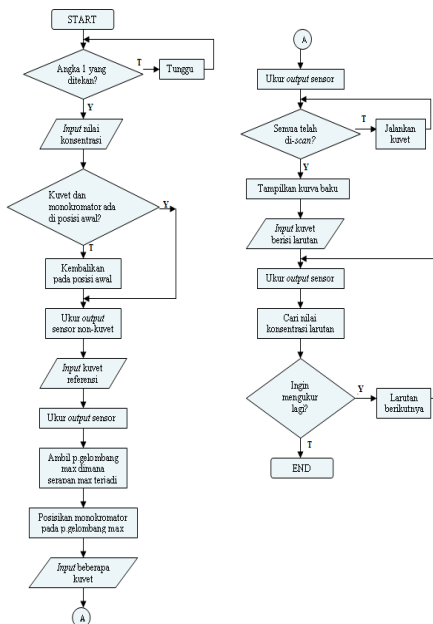 START
Angka 1 yang
ditekan?
T
Tunggu
Y
Input nilai
konsentrasi
Kuvet dan
monokromator ada
di posisi awal?
Y
T
Kembalikan
pada posisi awal
Ukur output
sensor non-kuvet
Input kuvet
referensi
Ukur output sensor
Ambil p.gelombang
max dimana
serapan max terjadi
Posisikan monokromator
pada p.gelombang max
Input beberapa
kuvet
A
A
Ukur output sensor
Semua telah
di-scan?
T
Jalankan
kuvet
Y
Tampilkan kurva baku
Input kuvet
berisi larutan
Ukur output sensor
Cari nilai
konsentrasi larutan
Ingin
mengukur
lagi?
Y
Larutan
berikutnya
T
END